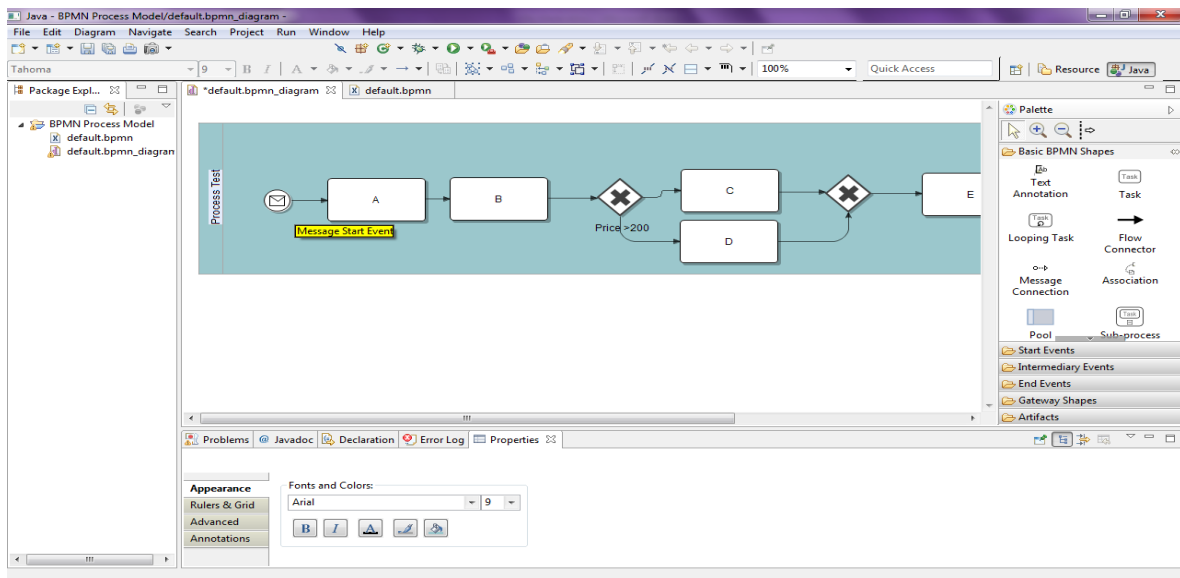 Java - BPMN Process Model/default.bpmn_diagram -
File Edit Diagram Navigate Search Project Run Window Help
Tahoma 9 B I A 100% Quick Access Resource Java
Package Expl...
BPMN Process Model
default.bpmn
default.bpmn_diagram
*default.bpmn_diagram default.bpmn
Process Test
A
B
C
D
E
Message Start Event
Price >200
Palette
Basic BPMN Shapes
Ab
Text Annotation
Task
Task
Task
Looping Task
Flow Connector
Message Connection
Association
Pool
Task
Sub-process
Start Events
Intermediary Events
End Events
Gateway Shapes
Artifacts
Problems @ Javadoc Declaration Error Log Properties
Appearance
Rulers & Grid
Advanced
Annotations
Fonts and Colors:
Arial 9
B I A